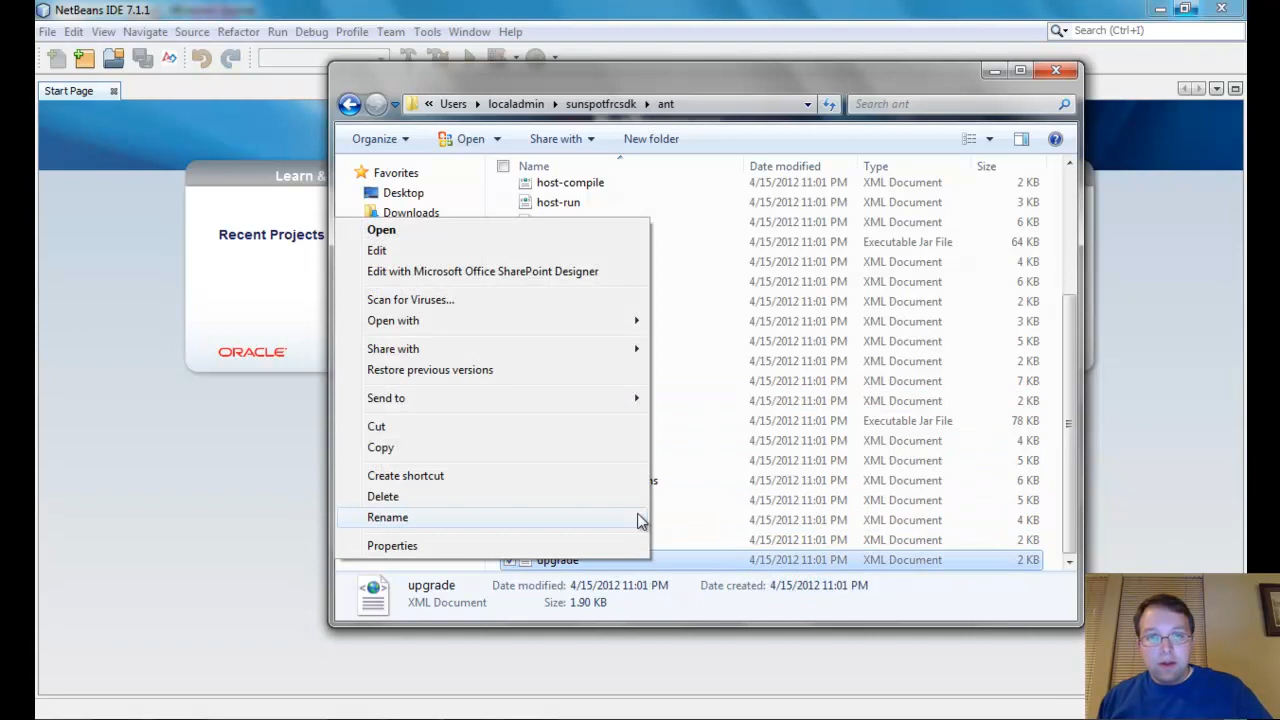 NetBeans IDE 7.1.1
File Edit View Navigate Source Refactor Run Debug Profile Team Tools Window Help
Search (Ctrl+I)
Start Page
« Users localadmin sunspotfrcsdk ant
Search ant
Organize Open Share with New folder
Learn &
Recent Projects
ORACLE
Favorites
Desktop
Downloads
Name Date modified Type Size
host-compile 4/15/2012 11:01 PM XML Document 2 KB
host-run 4/15/2012 11:01 PM XML Document 3 KB
4/15/2012 11:01 PM XML Document 6 KB
4/15/2012 11:01 PM Executable Jar File 64 KB
4/15/2012 11:01 PM XML Document 4 KB
4/15/2012 11:01 PM XML Document 6 KB
4/15/2012 11:01 PM XML Document 2 KB
4/15/2012 11:01 PM XML Document 3 KB
4/15/2012 11:01 PM XML Document 5 KB
4/15/2012 11:01 PM XML Document 2 KB
4/15/2012 11:01 PM XML Document 7 KB
4/15/2012 11:01 PM XML Document 2 KB
4/15/2012 11:01 PM Executable Jar File 78 KB
4/15/2012 11:01 PM XML Document 4 KB
4/15/2012 11:01 PM XML Document 5 KB
4/15/2012 11:01 PM XML Document 6 KB
4/15/2012 11:01 PM XML Document 5 KB
4/15/2012 11:01 PM XML Document 4 KB
4/15/2012 11:01 PM XML Document 2 KB
upgrade 4/15/2012 11:01 PM XML Document 2 KB
Open
Edit
Edit with Microsoft Office SharePoint Designer
Scan for Viruses...
Open with
Share with
Restore previous versions
Send to
Cut
Copy
Create shortcut
Delete
Rename
Properties
upgrade Date modified: 4/15/2012 11:01 PM Date created: 4/15/2012 11:01 PM
XML Document Size: 1.90 KB